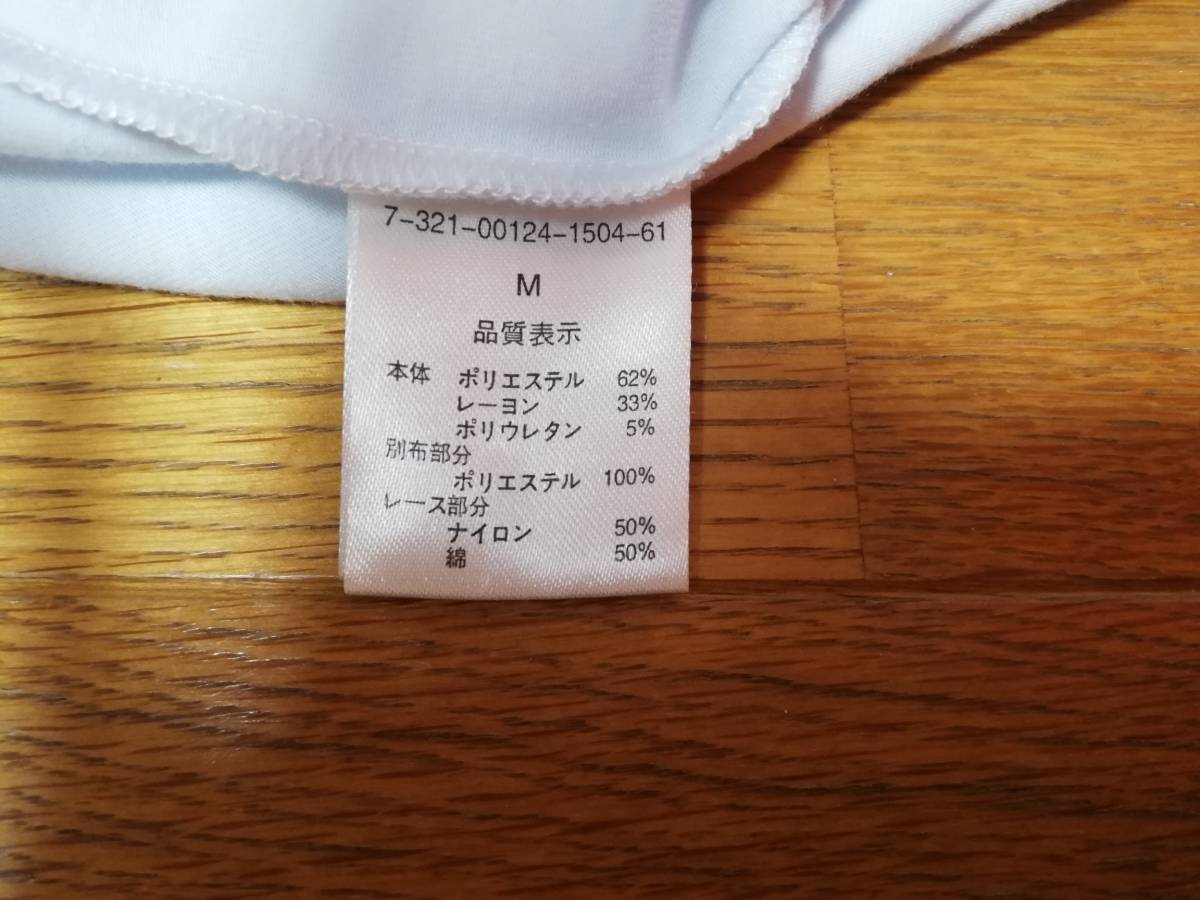 7-321-00124-1504-61
M
品質表示
本体 ポリエステル 62%
レーヨン 33%
ポリウレタン 5%
別布部分
ポリエステル 100%
レース部分
ナイロン 50%
綿 50%